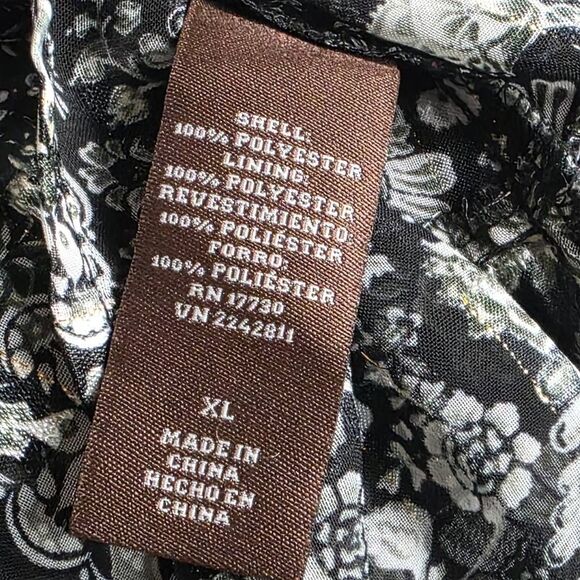 SHELL:
100% POLYESTER
LINING:
100% POLYESTER
REVESTIMIENTO:
100% POLIÉSTER
FORRO:
100% POLIÉSTER
RN 17730
VN 2242811
XL
MADE IN
CHINA
HECHO EN
CHINA